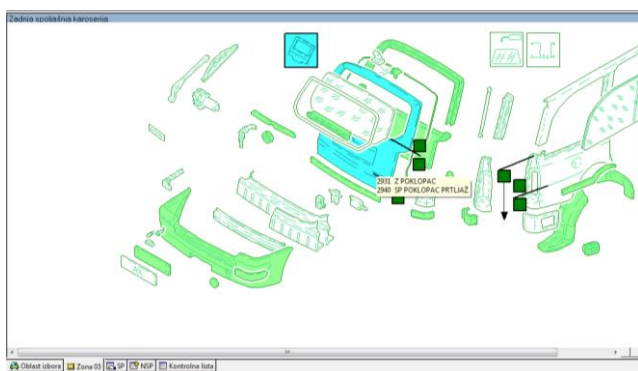 Zadnja spoljašnja karoserija
2931 Z POKLOPAC
2940 SP POKLOPAC PRTLJAŽ
Oblast izbora
Zona 03
SP
NSP
Kontrolna lista